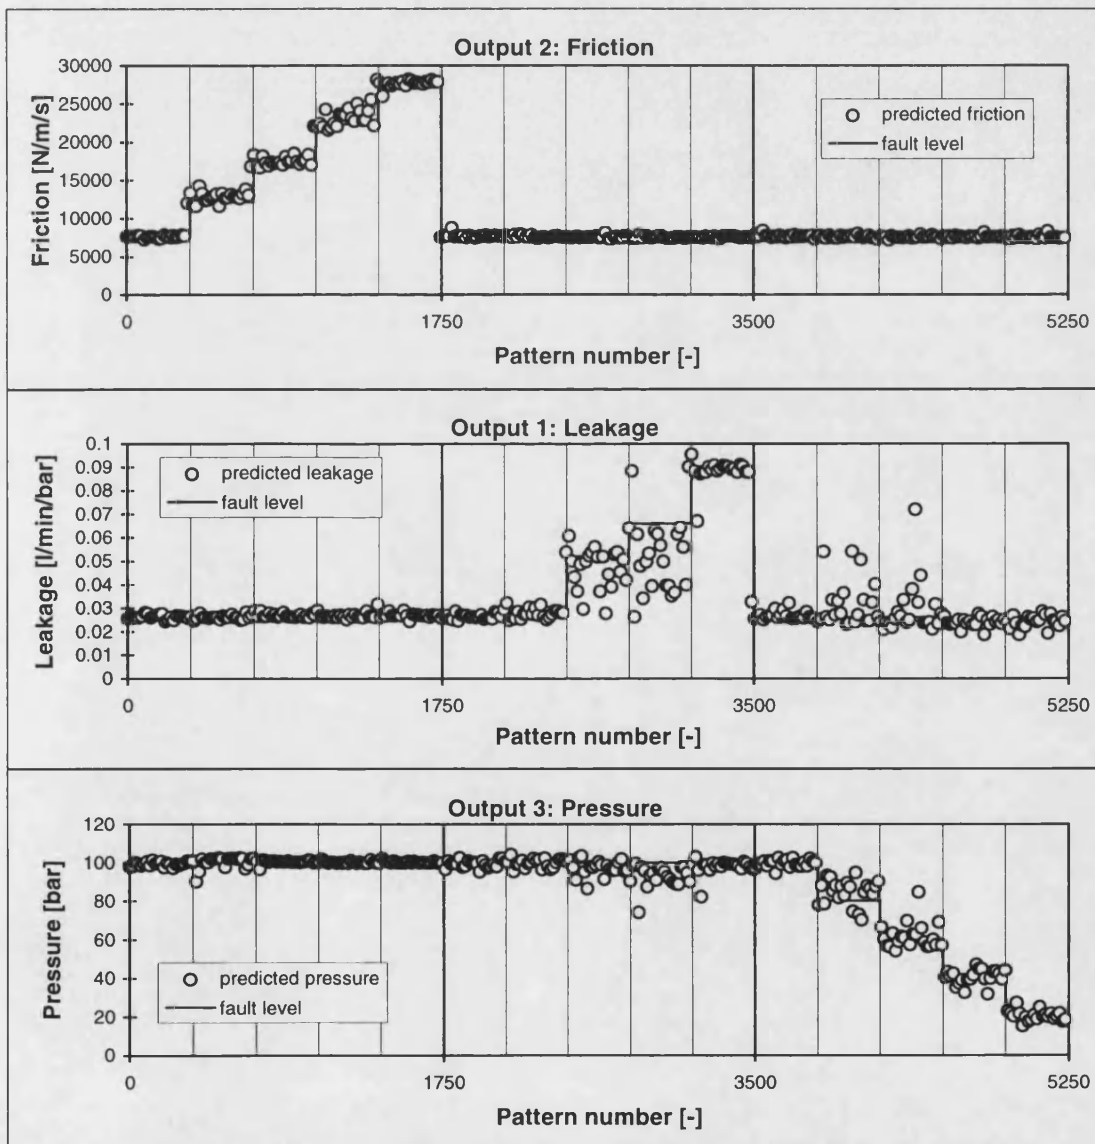 Output 2: Friction
Friction [N/m/s]
30000
25000
20000
15000
10000
5000
0
predicted friction
fault level
0 1750 3500 5250
Pattern number [-]
Output 1: Leakage
Leakage [l/min/bar]
0.1
0.09
0.08
0.07
0.06
0.05
0.04
0.03
0.02
0.01
0
predicted leakage
fault level
0 1750 3500 5250
Pattern number [-]
Output 3: Pressure
Pressure [bar]
120
100
80
60
40
20
0
predicted pressure
fault level
0 1750 3500 5250
Pattern number [-]